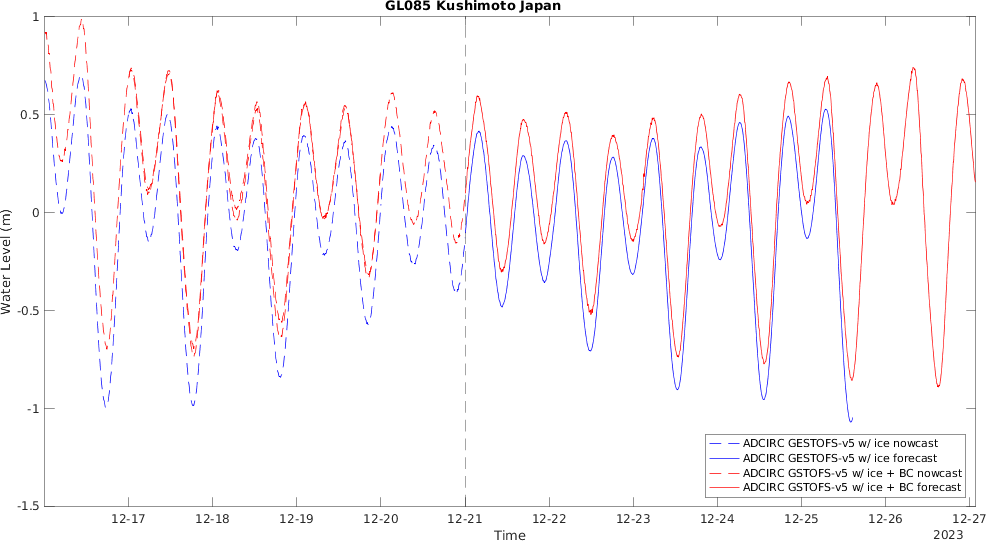 GL085 Kushimoto Japan
1
0.5
0
-0.5
-1
-1.5
Water Level (m)
ADCIRC GESTOFS-v5 w/ ice nowcast
ADCIRC GESTOFS-v5 w/ ice forecast
ADCIRC GSTOFS-v5 w/ ice + BC nowcast
ADCIRC GSTOFS-v5 w/ ice + BC forecast
12-17 12-18 12-19 12-20 12-21 12-22 12-23 12-24 12-25 12-26 12-27
Time
2023